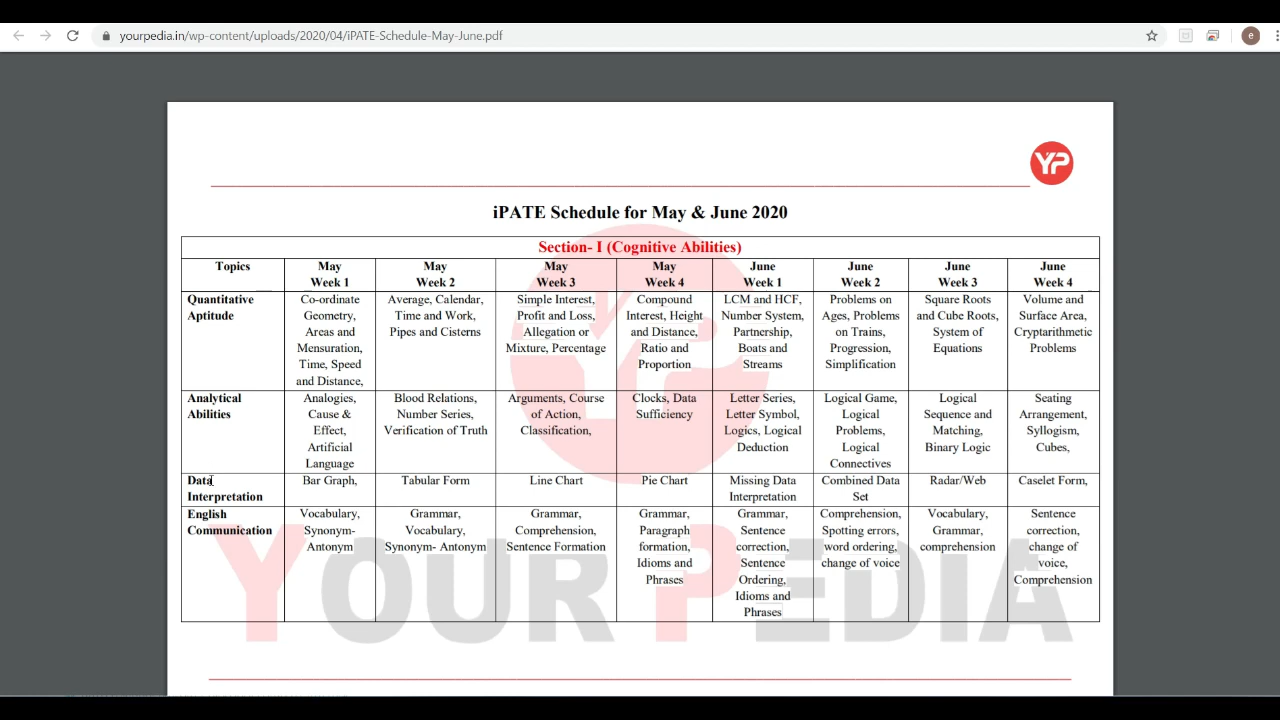 yourpedia.in/wp-content/uploads/2020/04/iPATE-Schedule-May-June.pdf
e
YP
iPATE Schedule for May & June 2020
Section- I (Cognitive Abilities)
Topics
May
Week 1
May
Week 2
May
Week 3
May
Week 4
June
Week 1
June
Week 2
June
Week 3
June
Week 4
Quantitative
Aptitude
Co-ordinate
Geometry,
Areas and
Mensuration,
Time, Speed
and Distance,
Average, Calendar,
Time and Work,
Pipes and Cisterns
Simple Interest,
Profit and Loss,
Allegation or
Mixture, Percentage
Compound
Interest, Height
and Distance,
Ratio and
Proportion
LCM and HCF,
Number System,
Partnership,
Boats and
Streams
Problems on
Ages, Problems
on Trains,
Progression,
Simplification
Square Roots
and Cube Roots,
System of
Equations
Volume and
Surface Area,
Cryptarithmetic
Problems
Analytical
Abilities
Analogies,
Cause &
Effect,
Artificial
Language
Blood Relations,
Number Series,
Verification of Truth
Arguments, Course
of Action,
Classification,
Clocks, Data
Sufficiency
Letter Series,
Letter Symbol,
Logics, Logical
Deduction
Logical Game,
Logical
Problems,
Logical
Connectives
Logical
Sequence and
Matching,
Binary Logic
Seating
Arrangement,
Syllogism,
Cubes,
Data
Interpretation
Bar Graph,
Tabular Form
Line Chart
Pie Chart
Missing Data
Interpretation
Combined Data
Set
Radar/Web
Caselet Form,
English
Communication
Vocabulary,
Synonym-
Antonym
Grammar,
Vocabulary,
Synonym- Antonym
Grammar,
Comprehension,
Sentence Formation
Grammar,
Paragraph
formation,
Idioms and
Phrases
Grammar,
Sentence
correction,
Sentence
Ordering,
Idioms and
Phrases
Comprehension,
Spotting errors,
word ordering,
change of voice
Vocabulary,
Grammar,
comprehension
Sentence
correction,
change of
voice,
Comprehension
YOUR PEDIA